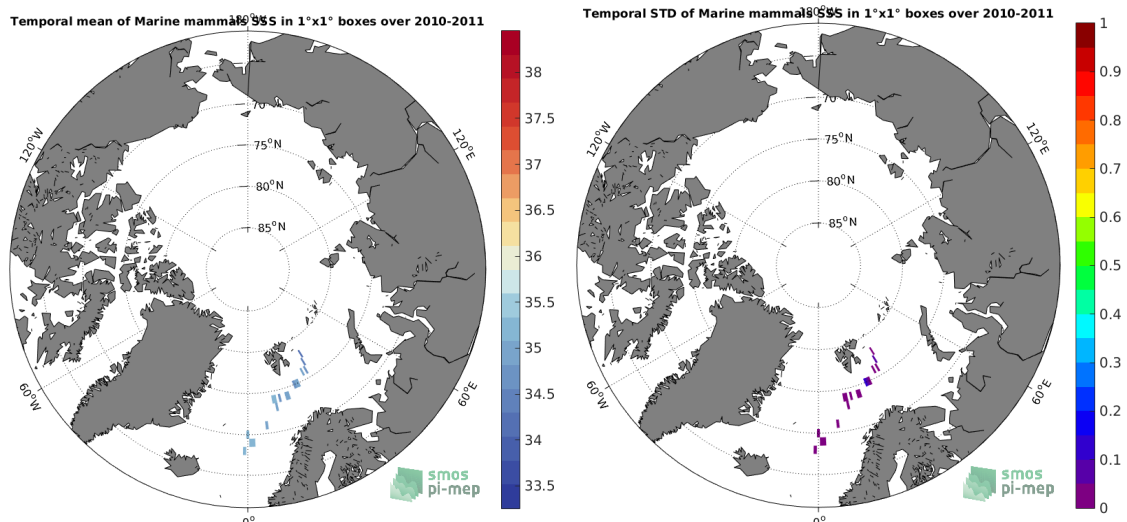 Temporal mean of Marine mammals SSS in 1°x1° boxes over 2010-2011
180°W
120°W
120°E
70
75°N
80°N
85°N
60°W
60°E
0°
38
37.5
37
36.5
36
35.5
35
34.5
34
33.5
smos
pi-mep
Temporal STD of Marine mammals SSS in 1°x1° boxes over 2010-2011
180°W
120°W
120°E
70
75°N
80°N
85°N
60°W
60°E
0°
1
0.9
0.8
0.7
0.6
0.5
0.4
0.3
0.2
0.1
0
smos
pi-mep